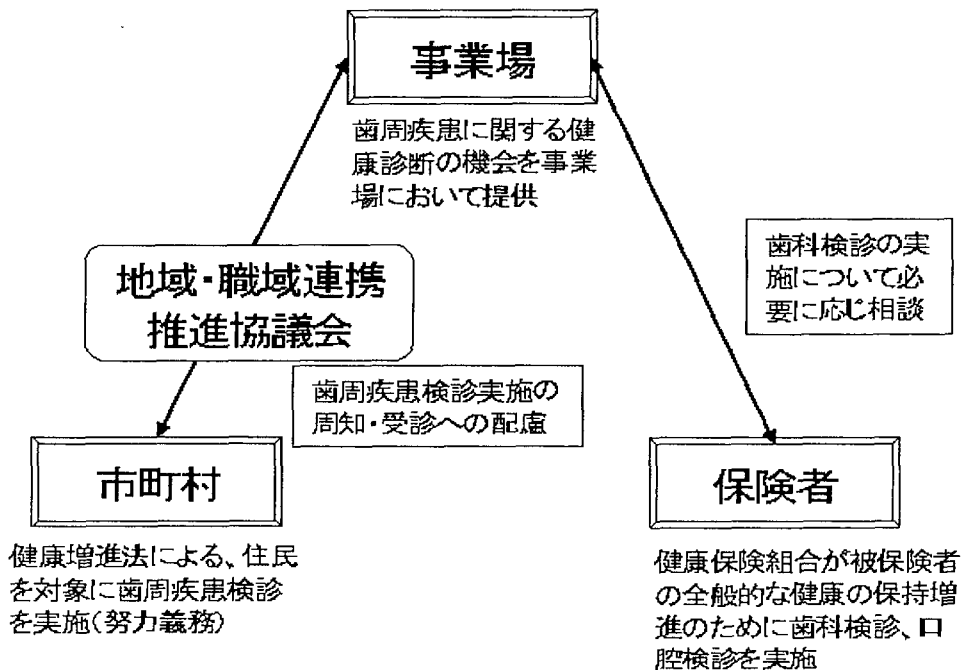 事業場
歯周疾患に関する健
康診断の機会を事業
場において提供
地域・職域連携
推進協議会
歯科検診の実
施について必
要に応じ相談
歯周疾患検診実施の
周知・受診への配慮
市町村
健康増進法による、住民
を対象に歯周疾患検診
を実施(努力義務)
保険者
健康保険組合が被保険者
の全般的な健康の保持増
進のために歯科検診、口
腔検診を実施